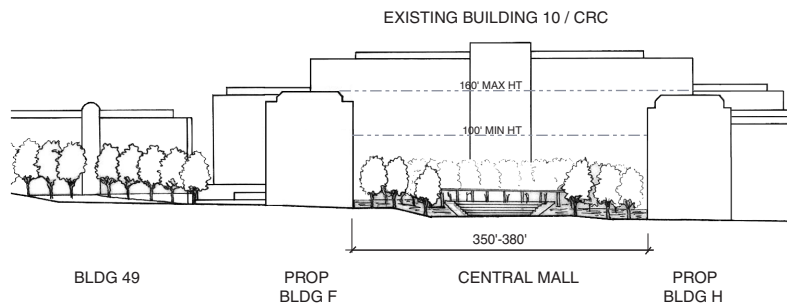 EXISTING BUILDING 10 / CRC
160' MAX HT
100' MIN HT
350'-380'
BLDG 49
PROP
BLDG F
CENTRAL MALL
PROP
BLDG H